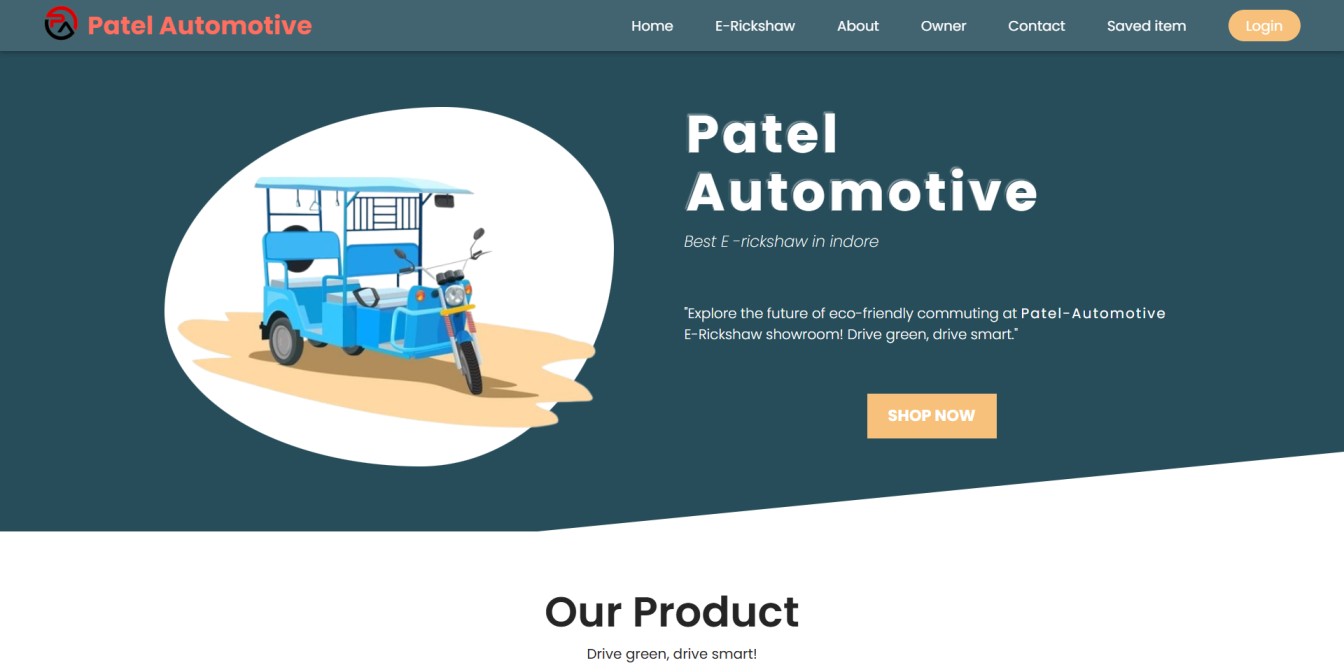 Patel Automotive
Home E-Rickshaw About Owner Contact Saved item Login
Patel
Automotive
Best E -rickshaw in indore
"Explore the future of eco-friendly commuting at Patel-Automotive
E-Rickshaw showroom! Drive green, drive smart."
SHOP NOW
Our Product
Drive green, drive smart!